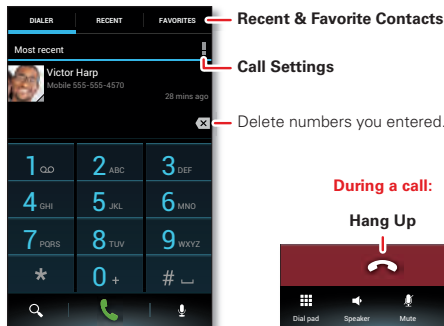 DIALER RECENT FAVORITES
Recent & Favorite Contacts
Most recent
Call Settings
Victor Harp
Mobile 555-555-4570
28 mins ago
Delete numbers you entered.
1 2 ABC 3 DEF
4 GHI 5 JKL 6 MNO
7 PQRS 8 TUV 9 WXYZ
* 0 + #
During a call:
Hang Up
Dial pad Speaker Mute